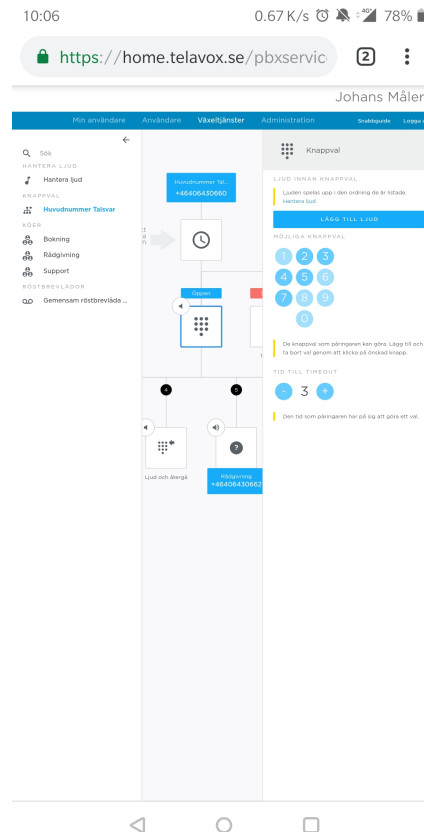 10:06
0.67 K/s
4G+
78%
https://home.telavox.se/pbxservic
2
Johans Måler
Min användare
Användare
Växeltjänster
Administration
Snabbguide
Logga
Sök
HANTERA LJUD
Hantera ljud
KNAPPVAL
Huvudnummer Talsvar
KÖER
Bokning
Rådgivning
Support
RÖSTBREVLÅDOR
Gemensam röstbrevlåda ...
Huvudnummer Tal...
+46406430660
Öppen
4
5
Ljud och återgå
?
Rådgivning
+46406430662
Knappval
LJUD INNAN KNAPPVAL
Ljuden spelas upp i den ordning de är listade.
Hantera ljud
LÄGG TILL LJUD
MÖJLIGA KNAPPVAL
1 2 3
4 5 6
7 8 9
0
De knappval som påringaren kan göra. Lägg till och
ta bort val genom att klicka på önskad knapp.
TID TILL TIMEOUT
- 3 +
Den tid som påringaren har på sig att göra ett val.